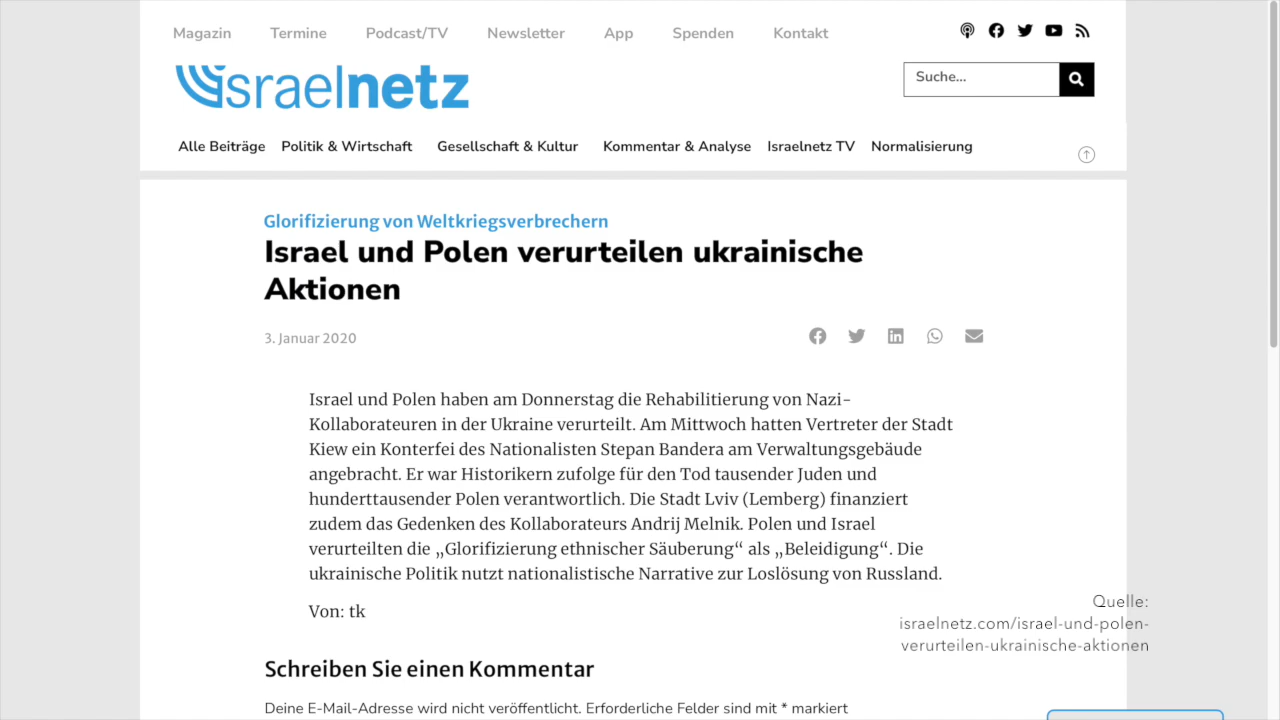 Magazin Termine Podcast/TV Newsletter App Spenden Kontakt
israelnetz
Suche...
Alle Beiträge Politik & Wirtschaft Gesellschaft & Kultur Kommentar & Analyse Israelnetz TV Normalisierung
Glorifizierung von Weltkriegsverbrechern
Israel und Polen verurteilen ukrainische
Aktionen
3. Januar 2020
Israel und Polen haben am Donnerstag die Rehabilitierung von Nazi-
Kollaborateuren in der Ukraine verurteilt. Am Mittwoch hatten Vertreter der Stadt
Kiew ein Konterfei des Nationalisten Stepan Bandera am Verwaltungsgebäude
angebracht. Er war Historikern zufolge für den Tod tausender Juden und
hunderttausender Polen verantwortlich. Die Stadt Lviv (Lemberg) finanziert
zudem das Gedenken des Kollaborateurs Andrij Melnik. Polen und Israel
verurteilten die „Glorifizierung ethnischer Säuberung“ als „Beleidigung“. Die
ukrainische Politik nutzt nationalistische Narrative zur Loslösung von Russland.
Von: tk
Quelle:
israelnetz.com/israel-und-polen-
verurteilen-ukrainische-aktionen
Schreiben Sie einen Kommentar
Deine E-Mail-Adresse wird nicht veröffentlicht. Erforderliche Felder sind mit * markiert